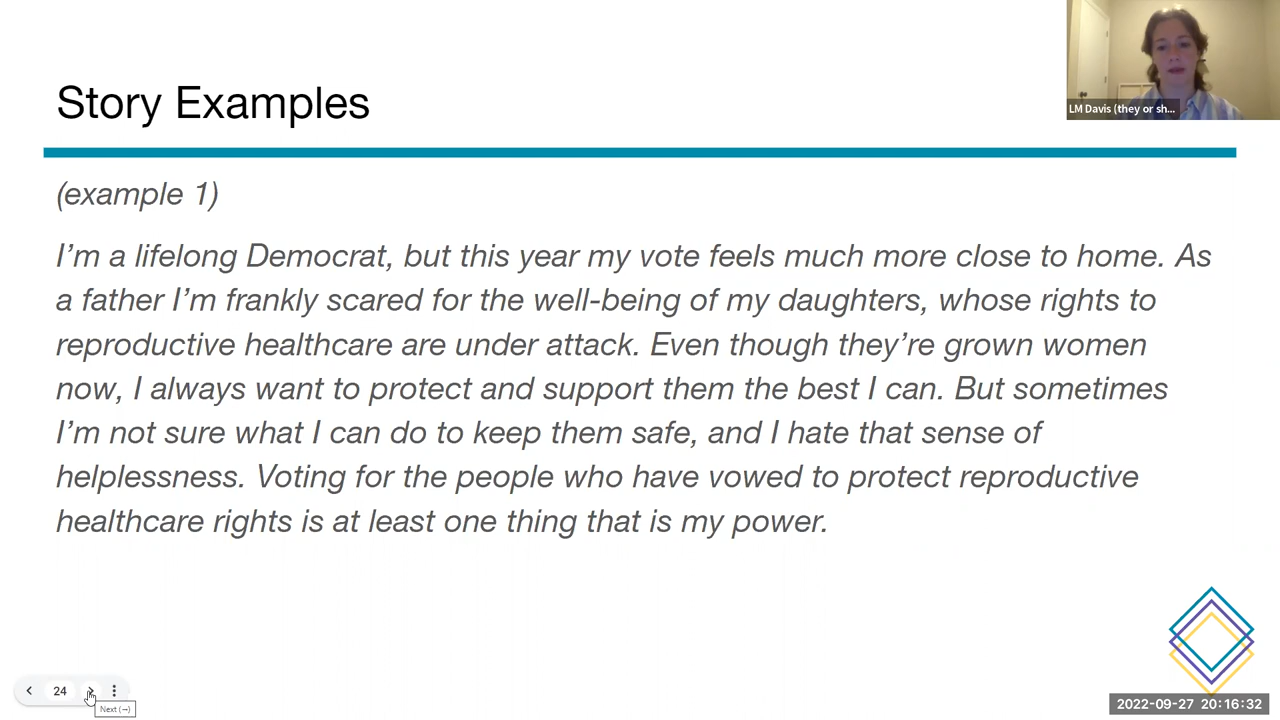 LM Davis (they or sh...
Story Examples
(example 1)
I’m a lifelong Democrat, but this year my vote feels much more close to home. As
a father I’m frankly scared for the well-being of my daughters, whose rights to
reproductive healthcare are under attack. Even though they’re grown women
now, I always want to protect and support them the best I can. But sometimes
I’m not sure what I can do to keep them safe, and I hate that sense of
helplessness. Voting for the people who have vowed to protect reproductive
healthcare rights is at least one thing that is my power.
24
Next (→)
2022-09-27 20:16:32